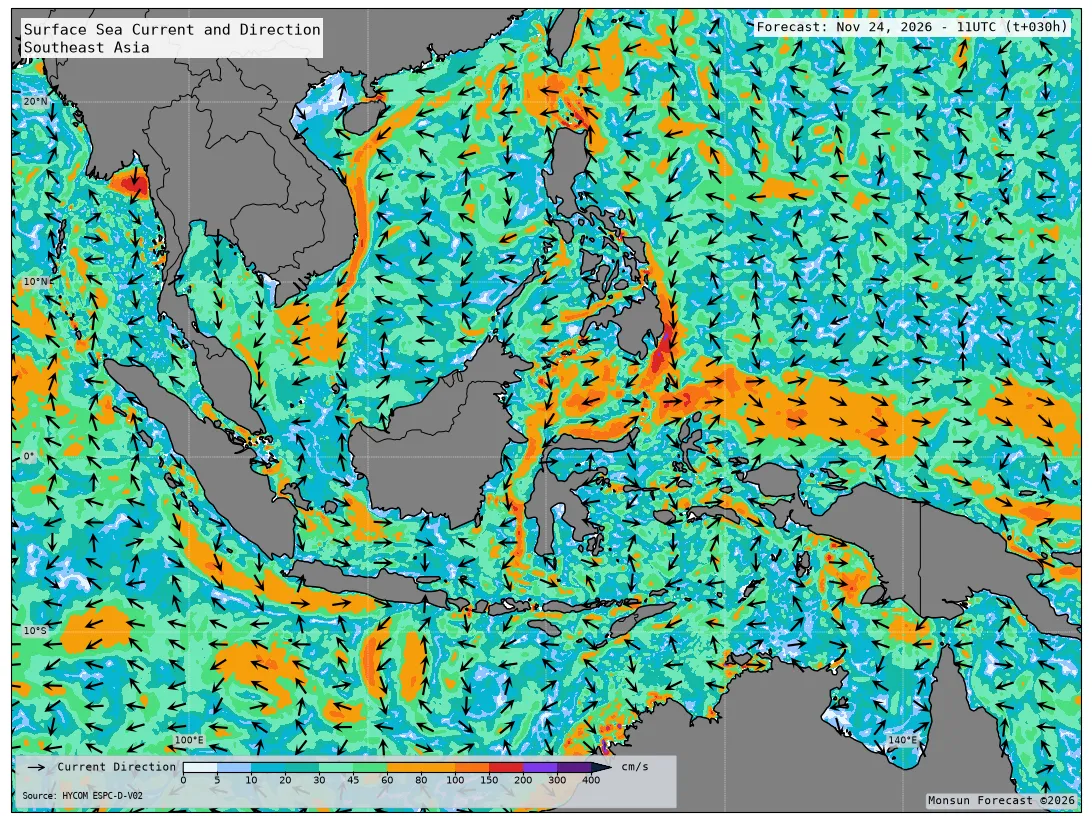 Surface Sea Current and Direction
Southeast Asia
Forecast: Nov 24, 2026 - 11UTC (t+030h)
20°N
10°N
0°
10°S
100°E
140°E
Current Direction
cm/s
0 5 10 20 30 45 60 80 100 150 200 300 400
Source: HYCOM ESPC-D-V02
Monsun Forecast ©2026